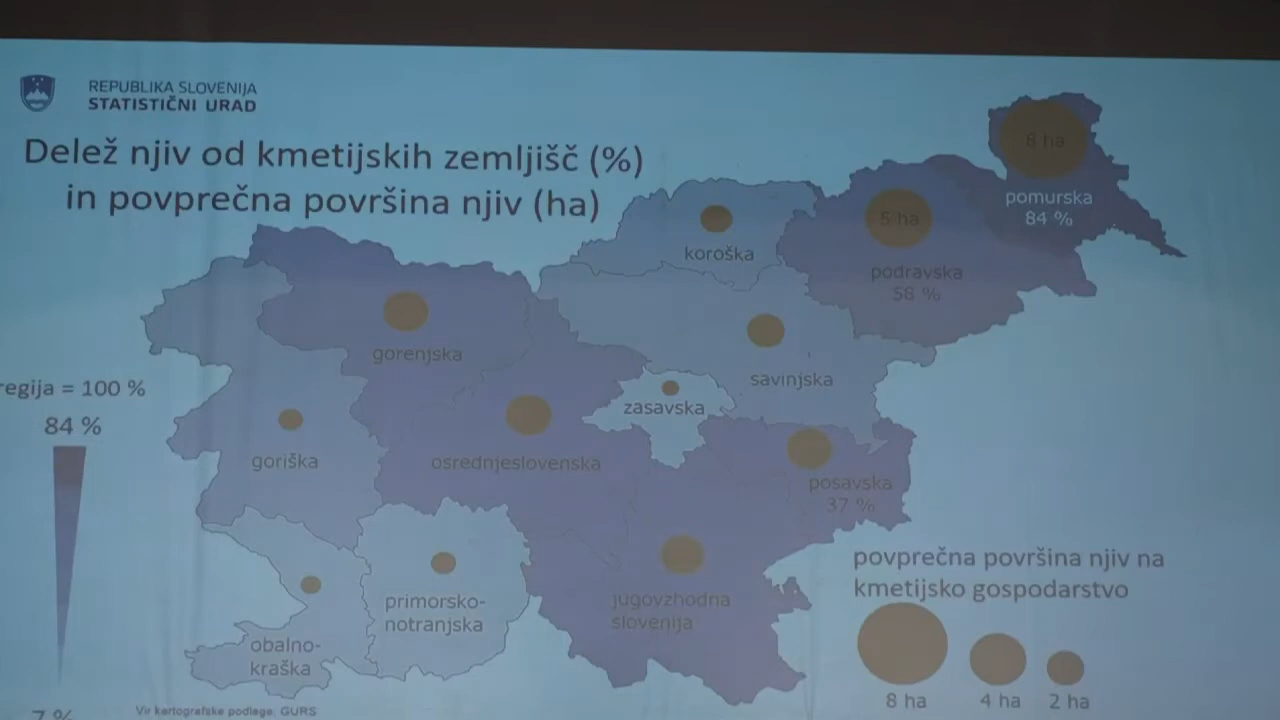 REPUBLIKA SLOVENIJA
STATISTIČNI URAD
Delež njiv od kmetijskih zemljišč (%)
in povprečna površina njiv (ha)
8 ha
pomurska
84 %
5 ha
podravska
58 %
koroška
gorenjska
savinjska
zasavska
goriška
osrednjeslovenska
posavska
37 %
jugovzhodna
slovenija
primorsko-
notranjska
obalno-
kraška
regija = 100 %
84 %
7 %
povprečna površina njiv na
kmetijsko gospodarstvo
8 ha
4 ha
2 ha
Vir kartografske podlage: GURS